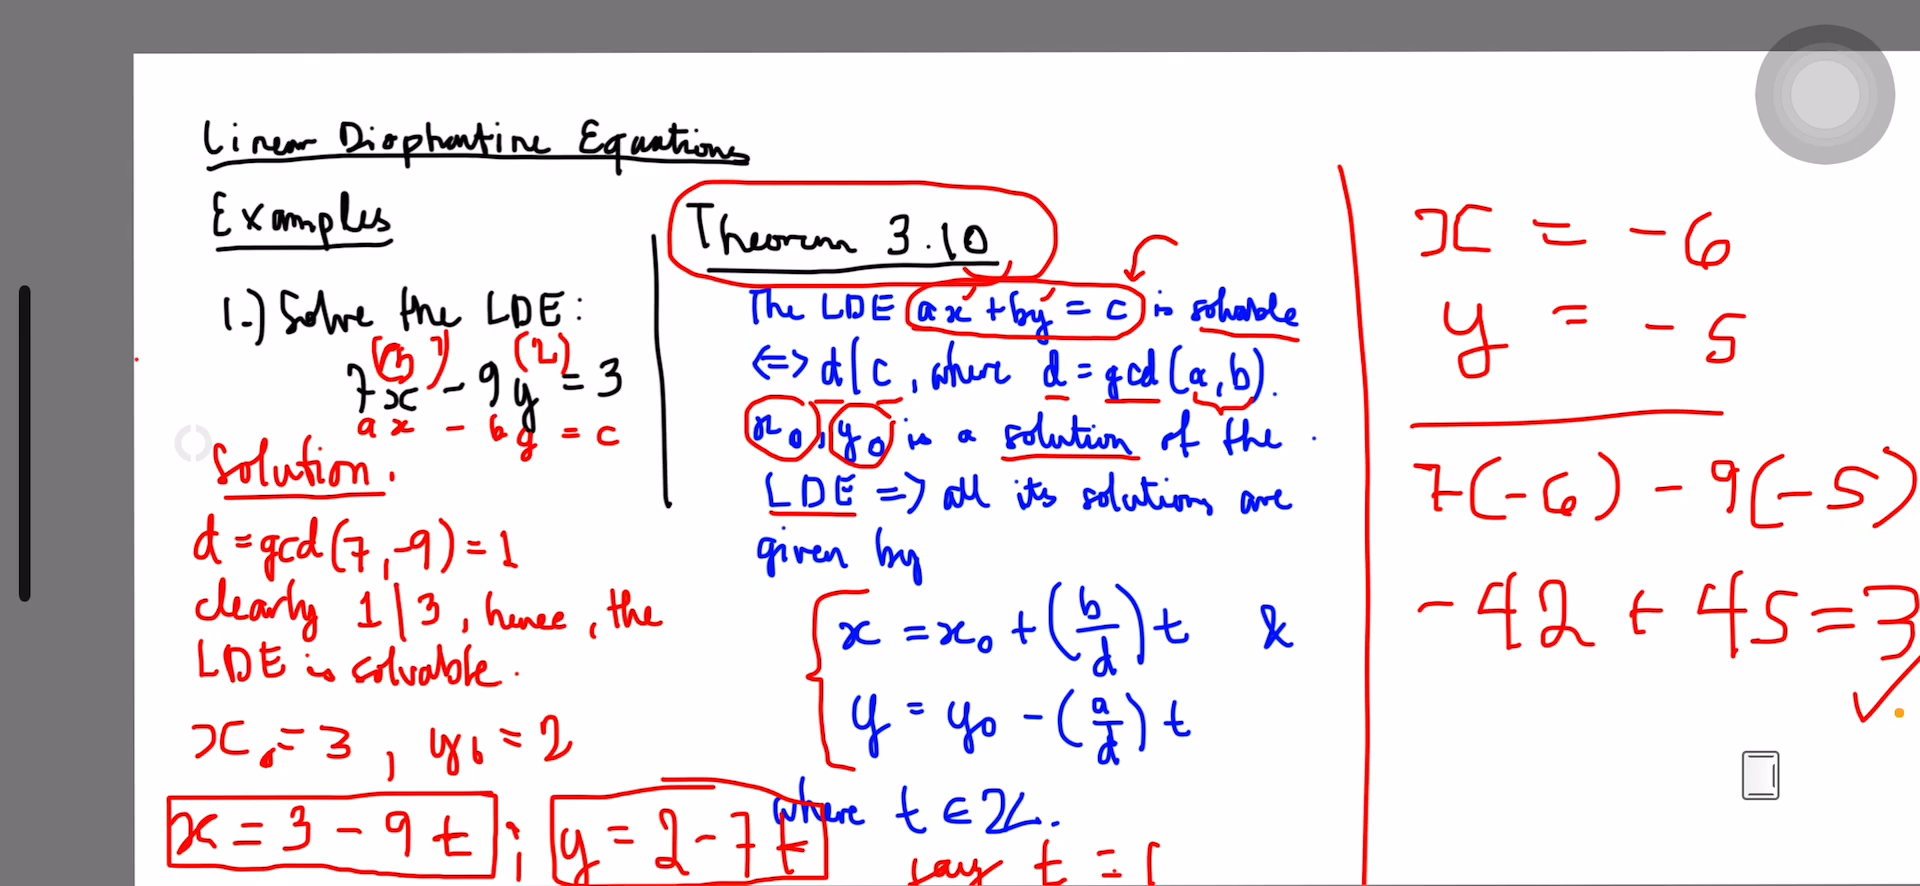 Linear Diophantine Equations
Examples
1.) Solve the LDE:
7x - 9y = 3
(3) (2)
ax - by = c
Solution.
d = gcd(7, -9) = 1
clearly 1 | 3, hence, the
LDE is solvable.
x₀ = 3, y₀ = 2
x = 3 - 9t ; y = 2 - 7t
Theorem 3.10
The LDE ax + by = c is solvable
<=> d | c, where d = gcd(a, b).
x₀, y₀ is a solution of the
LDE => all its solutions are
given by
x = x₀ + (b/d) t &
y = y₀ - (a/d) t
where t ∈ ℤ.
say t = 1
x = -6
y = -5
7(-6) - 9(-5)
-42 + 45 = 3